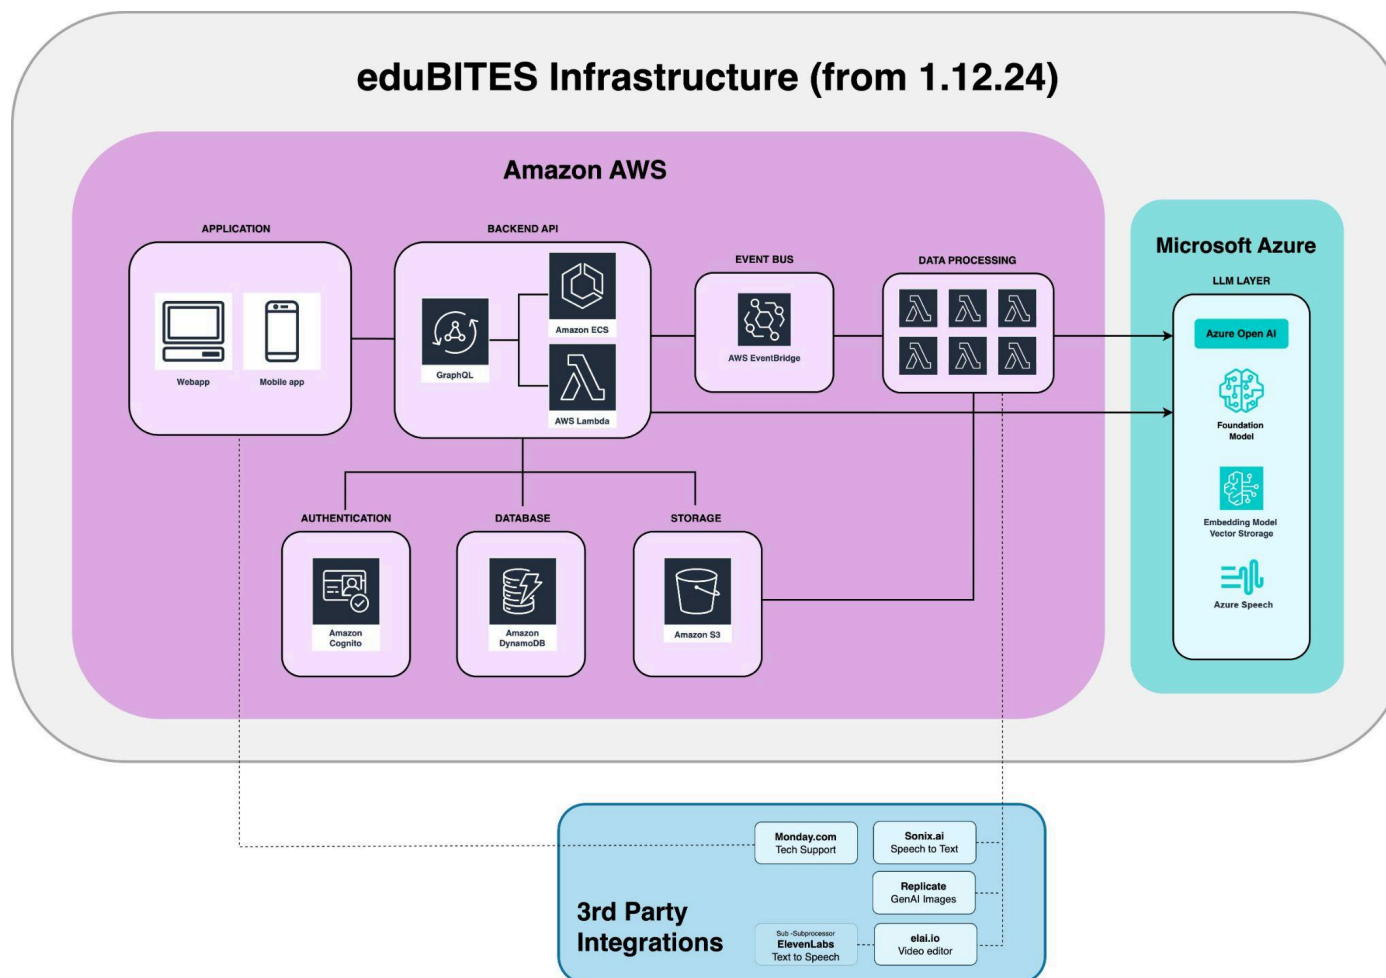 eduBITES Infrastructure (from 1.12.24)
Amazon AWS
APPLICATION
Webapp
Mobile app
BACKEND API
GraphQL
Amazon ECS
AWS Lambda
EVENT BUS
AWS EventBridge
DATA PROCESSING
AUTHENTICATION
Amazon
Cognito
DATABASE
Amazon
DynamoDB
STORAGE
Amazon S3
Microsoft Azure
LLM LAYER
Azure Open AI
Foundation
Model
Embedding Model
Vector Storage
Azure Speech
3rd Party
Integrations
Monday.com
Tech Support
Sonix.ai
Speech to Text
Replicate
GenAI Images
Sub -Subprocessor
ElevenLabs
Text to Speech
elai.io
Video editor